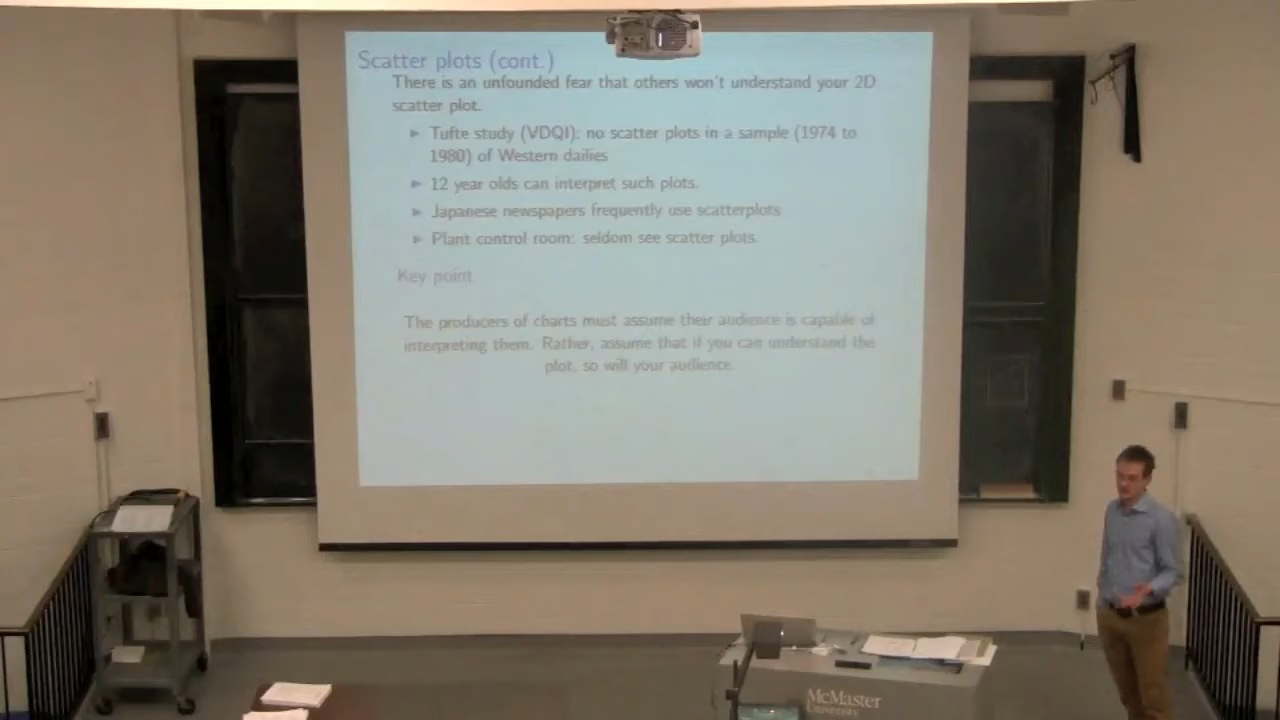 Scatter plots (cont.)
There is an unfounded fear that others won't understand your 2D
scatter plot.
► Tufte study (VDQI): no scatter plots in a sample (1974 to
1980) of Western dailies
► 12 year olds can interpret such plots.
► Japanese newspapers frequently use scatterplots
► Plant control room: seldom see scatter plots.
Key point
The producers of charts must assume their audience is capable of
interpreting them. Rather, assume that if you can understand the
plot, so will your audience.
McMaster
University